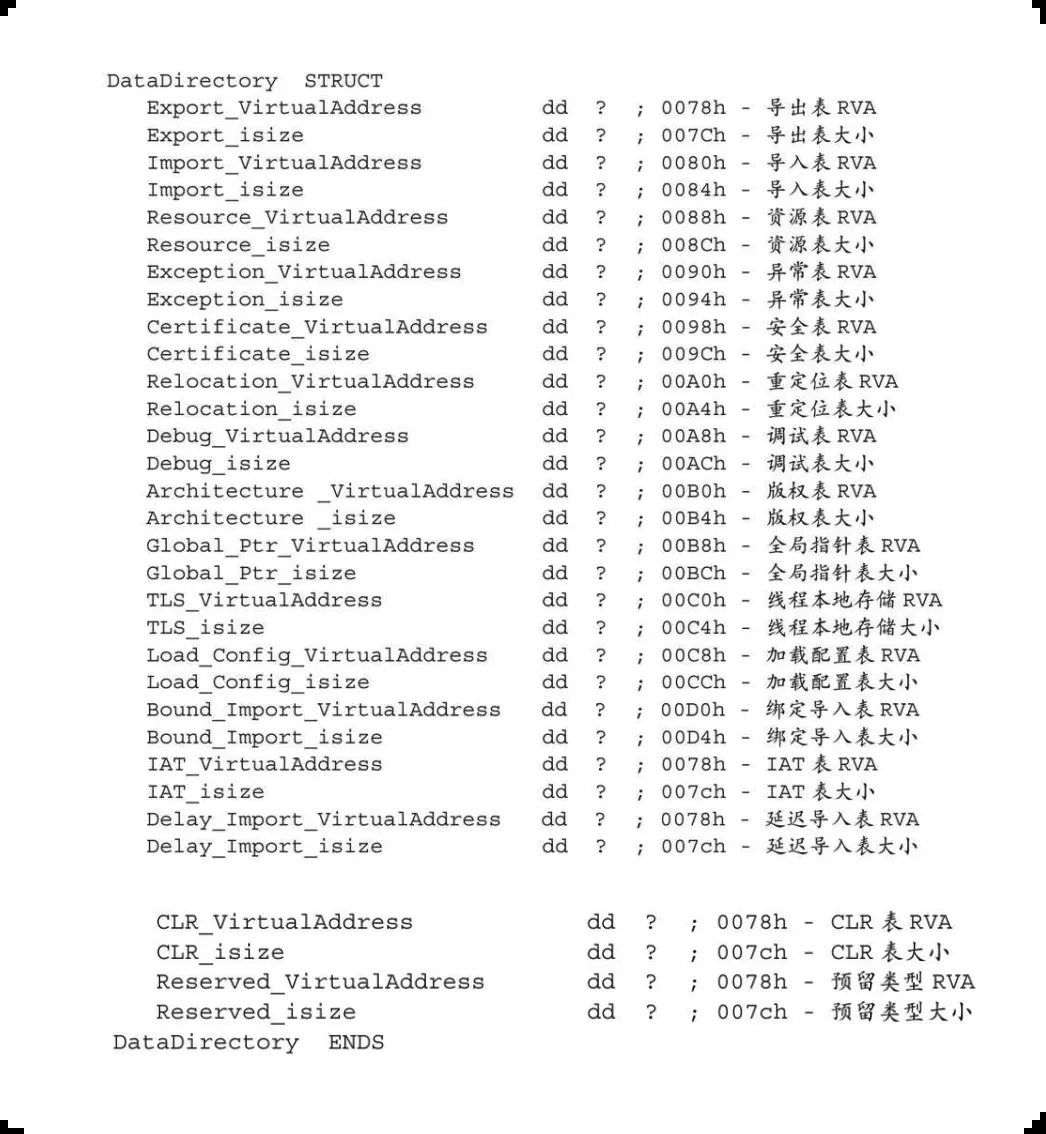 DataDirectory STRUCT
Export_VirtualAddress dd ? ; 0078h - 导出表 RVA
Export_isize dd ? ; 007Ch - 导出表大小
Import_VirtualAddress dd ? ; 0080h - 导入表 RVA
Import_isize dd ? ; 0084h - 导入表大小
Resource_VirtualAddress dd ? ; 0088h - 资源表 RVA
Resource_isize dd ? ; 008Ch - 资源表大小
Exception_VirtualAddress dd ? ; 0090h - 异常表 RVA
Exception_isize dd ? ; 0094h - 异常表大小
Certificate_VirtualAddress dd ? ; 0098h - 安全表 RVA
Certificate_isize dd ? ; 009Ch - 安全表大小
Relocation_VirtualAddress dd ? ; 00A0h - 重定位表 RVA
Relocation_isize dd ? ; 00A4h - 重定位表大小
Debug_VirtualAddress dd ? ; 00A8h - 调试表 RVA
Debug_isize dd ? ; 00ACh - 调试表大小
Architecture _VirtualAddress dd ? ; 00B0h - 版权表 RVA
Architecture _isize dd ? ; 00B4h - 版权表大小
Global_Ptr_VirtualAddress dd ? ; 00B8h - 全局指针表 RVA
Global_Ptr_isize dd ? ; 00BCh - 全局指针表大小
TLS_VirtualAddress dd ? ; 00C0h - 线程本地存储 RVA
TLS_isize dd ? ; 00C4h - 线程本地存储大小
Load_Config_VirtualAddress dd ? ; 00C8h - 加载配置表 RVA
Load_Config_isize dd ? ; 00CCh - 加载配置表大小
Bound_Import_VirtualAddress dd ? ; 00D0h - 绑定导入表 RVA
Bound_Import_isize dd ? ; 00D4h - 绑定导入表大小
IAT_VirtualAddress dd ? ; 0078h - IAT 表 RVA
IAT_isize dd ? ; 007ch - IAT 表大小
Delay_Import_VirtualAddress dd ? ; 0078h - 延迟导入表 RVA
Delay_Import_isize dd ? ; 007ch - 延迟导入表大小
CLR_VirtualAddress dd ? ; 0078h - CLR 表 RVA
CLR_isize dd ? ; 007ch - CLR 表大小
Reserved_VirtualAddress dd ? ; 0078h - 预留类型 RVA
Reserved_isize dd ? ; 007ch - 预留类型大小
DataDirectory ENDS